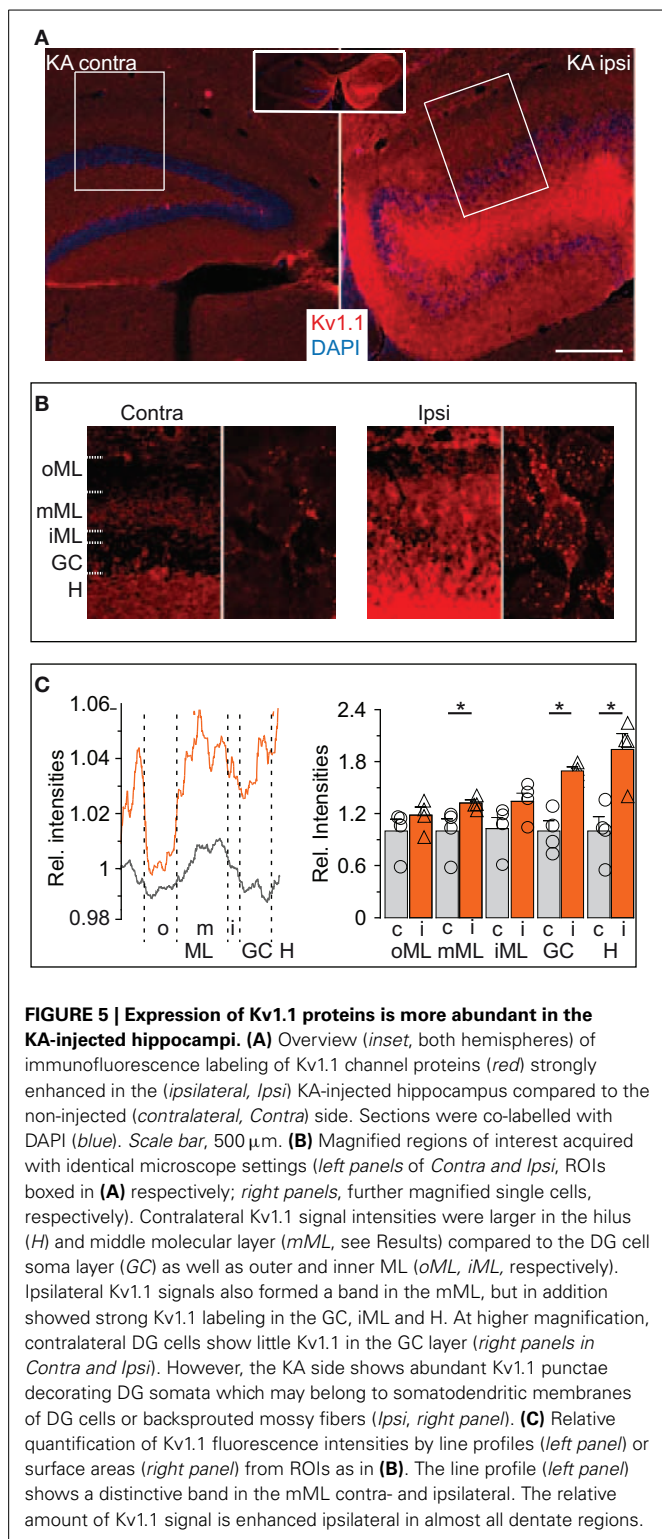 A
KA contra
KA ipsi
Kv1.1
DAPI
B
Contra
Ipsi
oML
mML
iML
GC
H
C
Rel. intensities
1.06
1.04
1.02
1
0.98
o
m
i
ML
GC
H
Rel. intensities
2.4
1.8
1.2
0.6
0
*
*
*
c i c i c i c i c i
oML mML iML GC H
FIGURE 5 | Expression of Kv1.1 proteins is more abundant in the
KA-injected hippocampi. (A) Overview (inset, both hemispheres) of
immunofluorescence labeling of Kv1.1 channel proteins (red) strongly
enhanced in the (ipsilateral, Ipsi) KA-injected hippocampus compared to the
non-injected (contralateral, Contra) side. Sections were co-labelled with
DAPI (blue). Scale bar, 500 μm. (B) Magnified regions of interest acquired
with identical microscope settings (left panels of Contra and Ipsi, ROIs
boxed in (A) respectively; right panels, further magnified single cells,
respectively). Contralateral Kv1.1 signal intensities were larger in the hilus
(H) and middle molecular layer (mML, see Results) compared to the DG cell
soma layer (GC) as well as outer and inner ML (oML, iML, respectively).
Ipsilateral Kv1.1 signals also formed a band in the mML, but in addition
showed strong Kv1.1 labeling in the GC, iML and H. At higher magnification,
contralateral DG cells show little Kv1.1 in the GC layer (right panels in
Contra and Ipsi). However, the KA side shows abundant Kv1.1 punctae
decorating DG somata which may belong to somatodendritic membranes
of DG cells or backsprouted mossy fibers (Ipsi, right panel). (C) Relative
quantification of Kv1.1 fluorescence intensities by line profiles (left panel) or
surface areas (right panel) from ROIs as in (B). The line profile (left panel)
shows a distinctive band in the mML contra- and ipsilateral. The relative
amount of Kv1.1 signal is enhanced ipsilateral in almost all dentate regions.